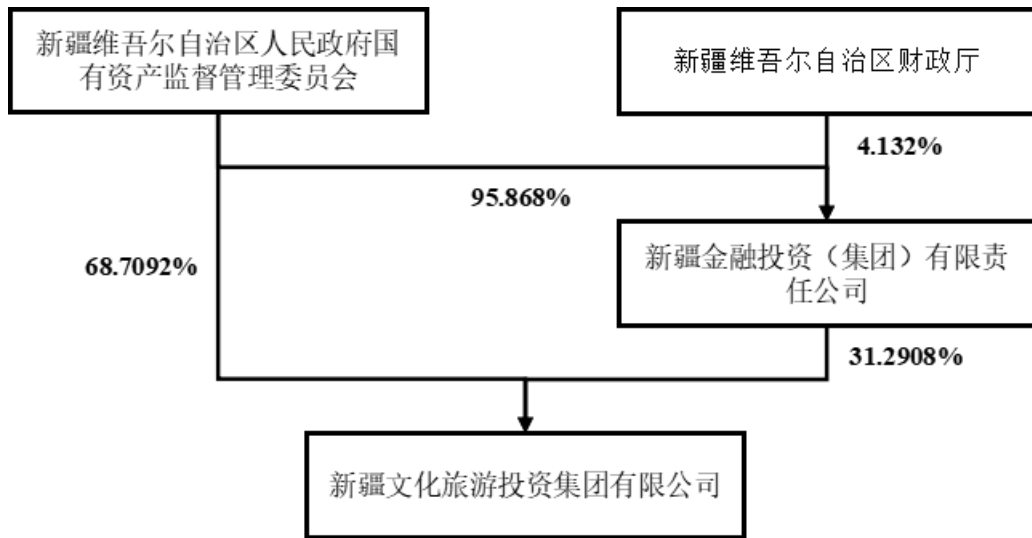 新疆维吾尔自治区人民政府国
有资产监督管理委员会
新疆维吾尔自治区财政厅
4.132%
95.868%
68.7092%
新疆金融投资（集团）有限责
任公司
31.2908%
新疆文化旅游投资集团有限公司